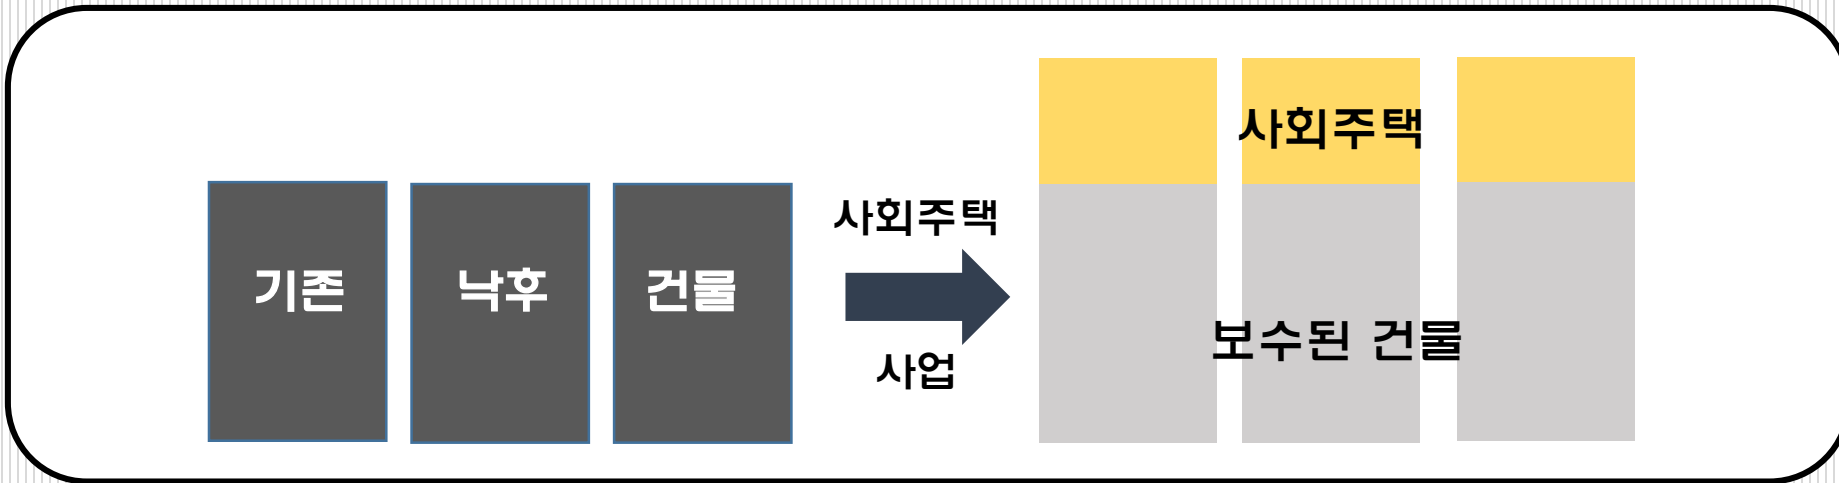 기존 낙후 건물
사회주택
사업
사회주택
보수된 건물